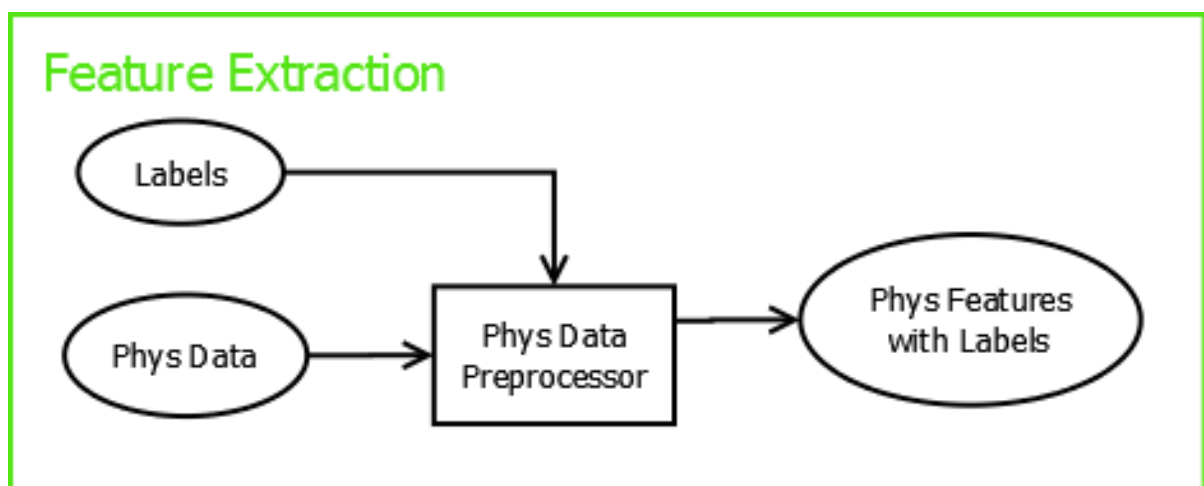 Feature Extraction
Labels
Phys Data
Phys Data
Preprocessor
Phys Features
with Labels